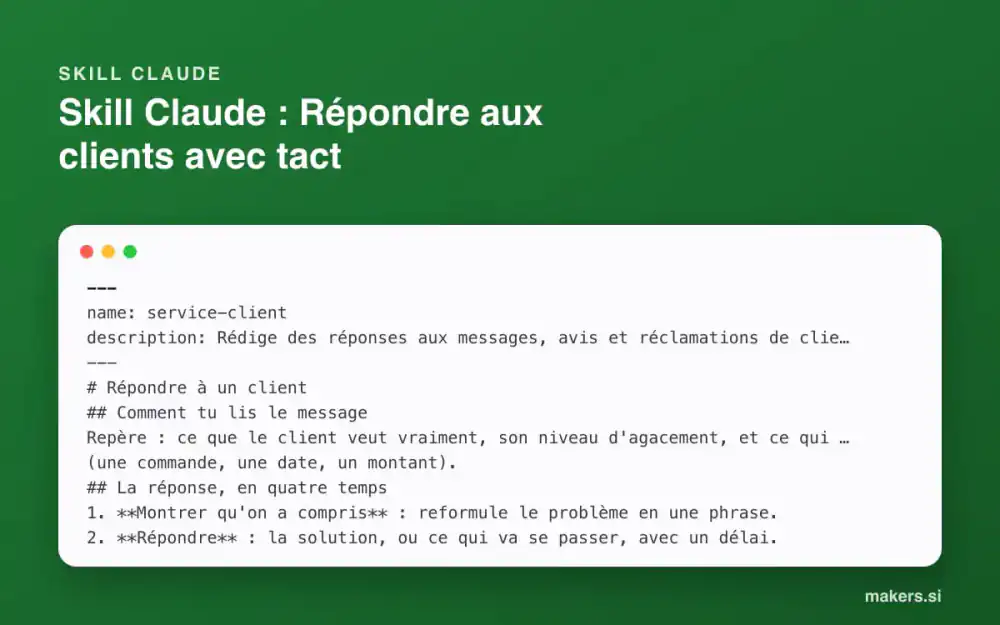 SKILL CLAUDE
Skill Claude : Répondre aux
clients avec tact
---
name: service-client
description: Rédige des réponses aux messages, avis et réclamations de clie…
---
# Répondre à un client
## Comment tu lis le message
Repère : ce que le client veut vraiment, son niveau d'agacement, et ce qui …
(une commande, une date, un montant).
## La réponse, en quatre temps
1. **Montrer qu'on a compris** : reformule le problème en une phrase.
2. **Répondre** : la solution, ou ce qui va se passer, avec un délai.
makers.si